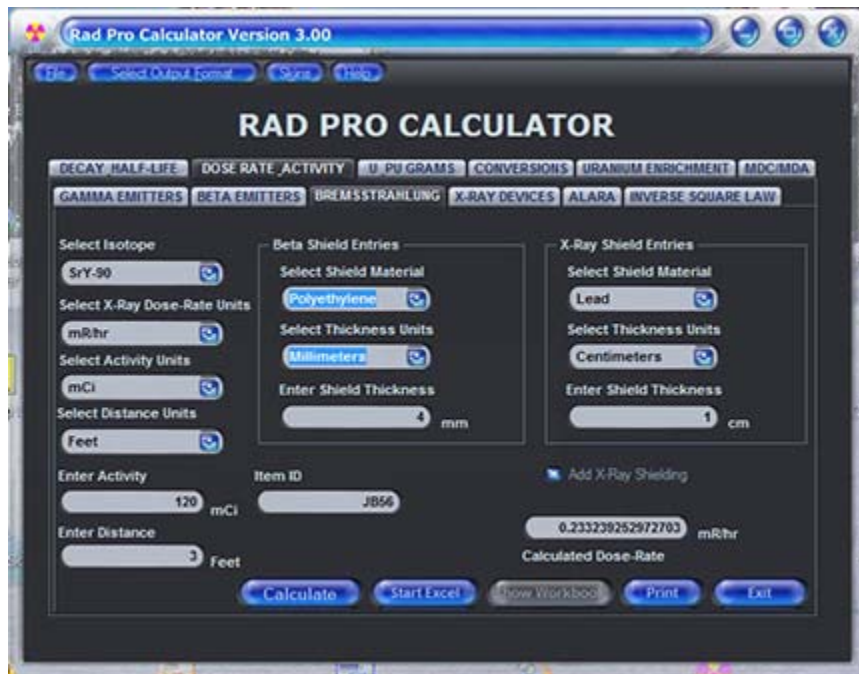 Rad Pro Calculator Version 3.00
File Select Output Format Skins Help
RAD PRO CALCULATOR
DECAY_HALF-LIFE DOSE RATE_ACTIVITY U_PU GRAMS CONVERSIONS URANIUM ENRICHMENT MDC/MDA
GAMMA EMITTERS BETA EMITTERS BREMSSTRAHLUNG X-RAY DEVICES ALARA INVERSE SQUARE LAW
Select Isotope
SrY-90
Select X-Ray Dose-Rate Units
mR/hr
Select Activity Units
mCi
Select Distance Units
Feet
Enter Activity
120 mCi
Enter Distance
3 Feet
Beta Shield Entries
Select Shield Material
Polyethylene
Select Thickness Units
Millimeters
Enter Shield Thickness
4 mm
Item ID
JB56
X-Ray Shield Entries
Select Shield Material
Lead
Select Thickness Units
Centimeters
Enter Shield Thickness
1 cm
Add X-Ray Shielding
0.233239252972703 mR/hr
Calculated Dose-Rate
Calculate Start Excel Show Workbook Print Exit